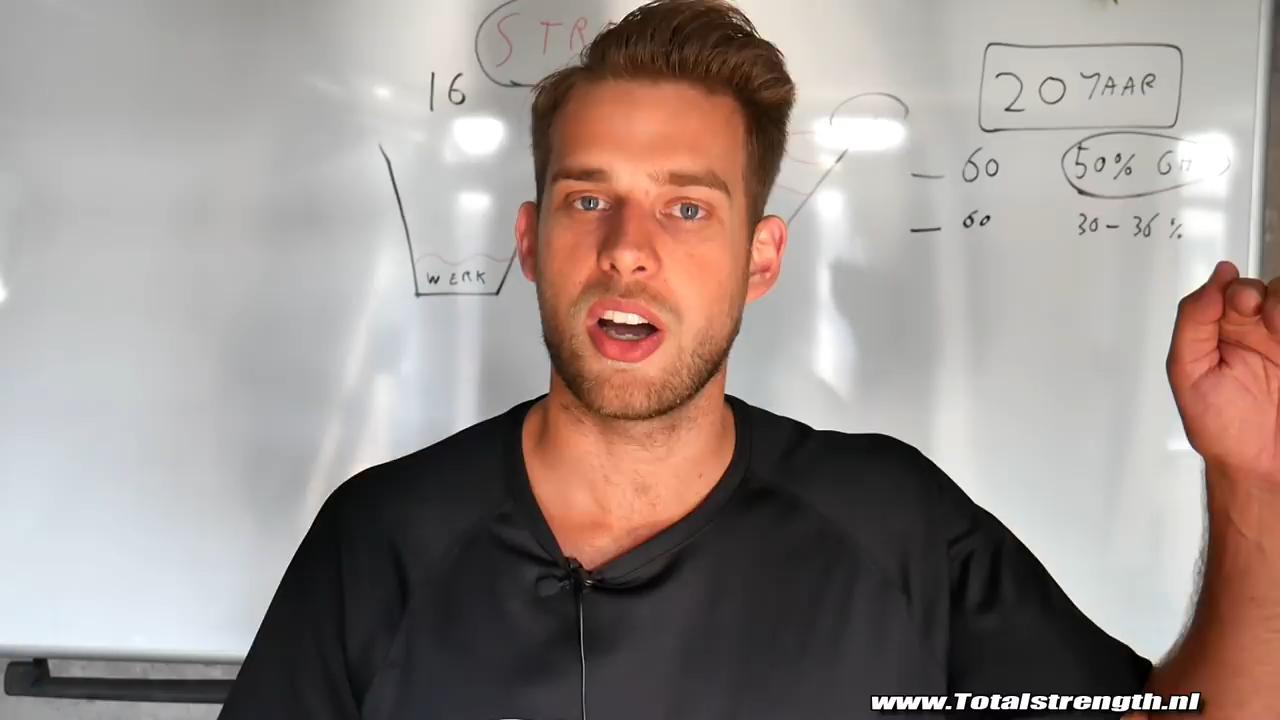 16
WERK
20 JAAR
– 60 50%
– 60 30 – 36 %
www.Totalstrength.nl